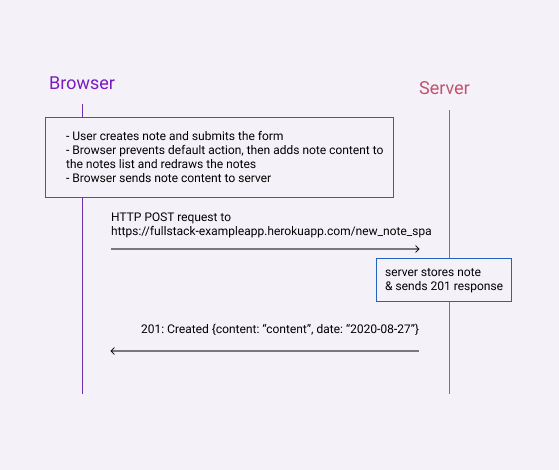 Browser
Server
- User creates note and submits the form
- Browser prevents default action, then adds note content to
the notes list and redraws the notes
- Browser sends note content to server
HTTP POST request to
https://fullstack-exampleapp.herokuapp.com/new_note_spa
server stores note
& sends 201 response
201: Created {content: “content”, date: “2020-08-27”}